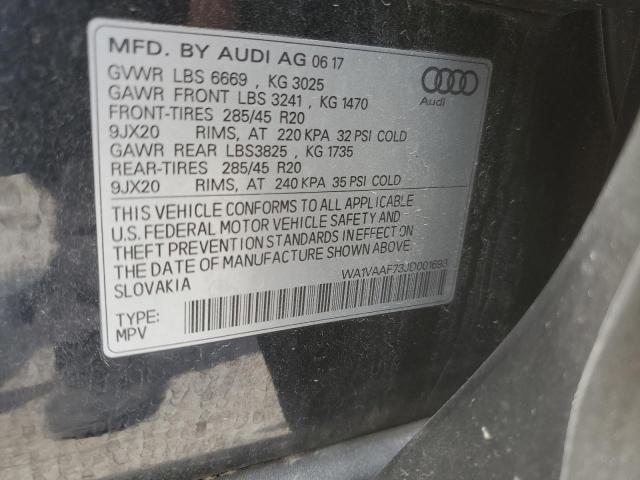 MFD. BY AUDI AG 06 17
GVWR LBS 6669 , KG 3025
GAWR FRONT LBS 3241 , KG 1470
FRONT-TIRES 285/45 R20
9JX20 RIMS, AT 220 KPA 32 PSI COLD
GAWR REAR LBS3825 , KG 1735
REAR-TIRES 285/45 R20
9JX20 RIMS, AT 240 KPA 35 PSI COLD
Audi
THIS VEHICLE CONFORMS TO ALL APPLICABLE
U.S. FEDERAL MOTOR VEHICLE SAFETY AND
THEFT PREVENTION STANDARDS IN EFFECT ON
THE DATE OF MANUFACTURE SHOWN ABOVE.
SLOVAKIA
WA1VAAF73JD001693
TYPE:
MPV